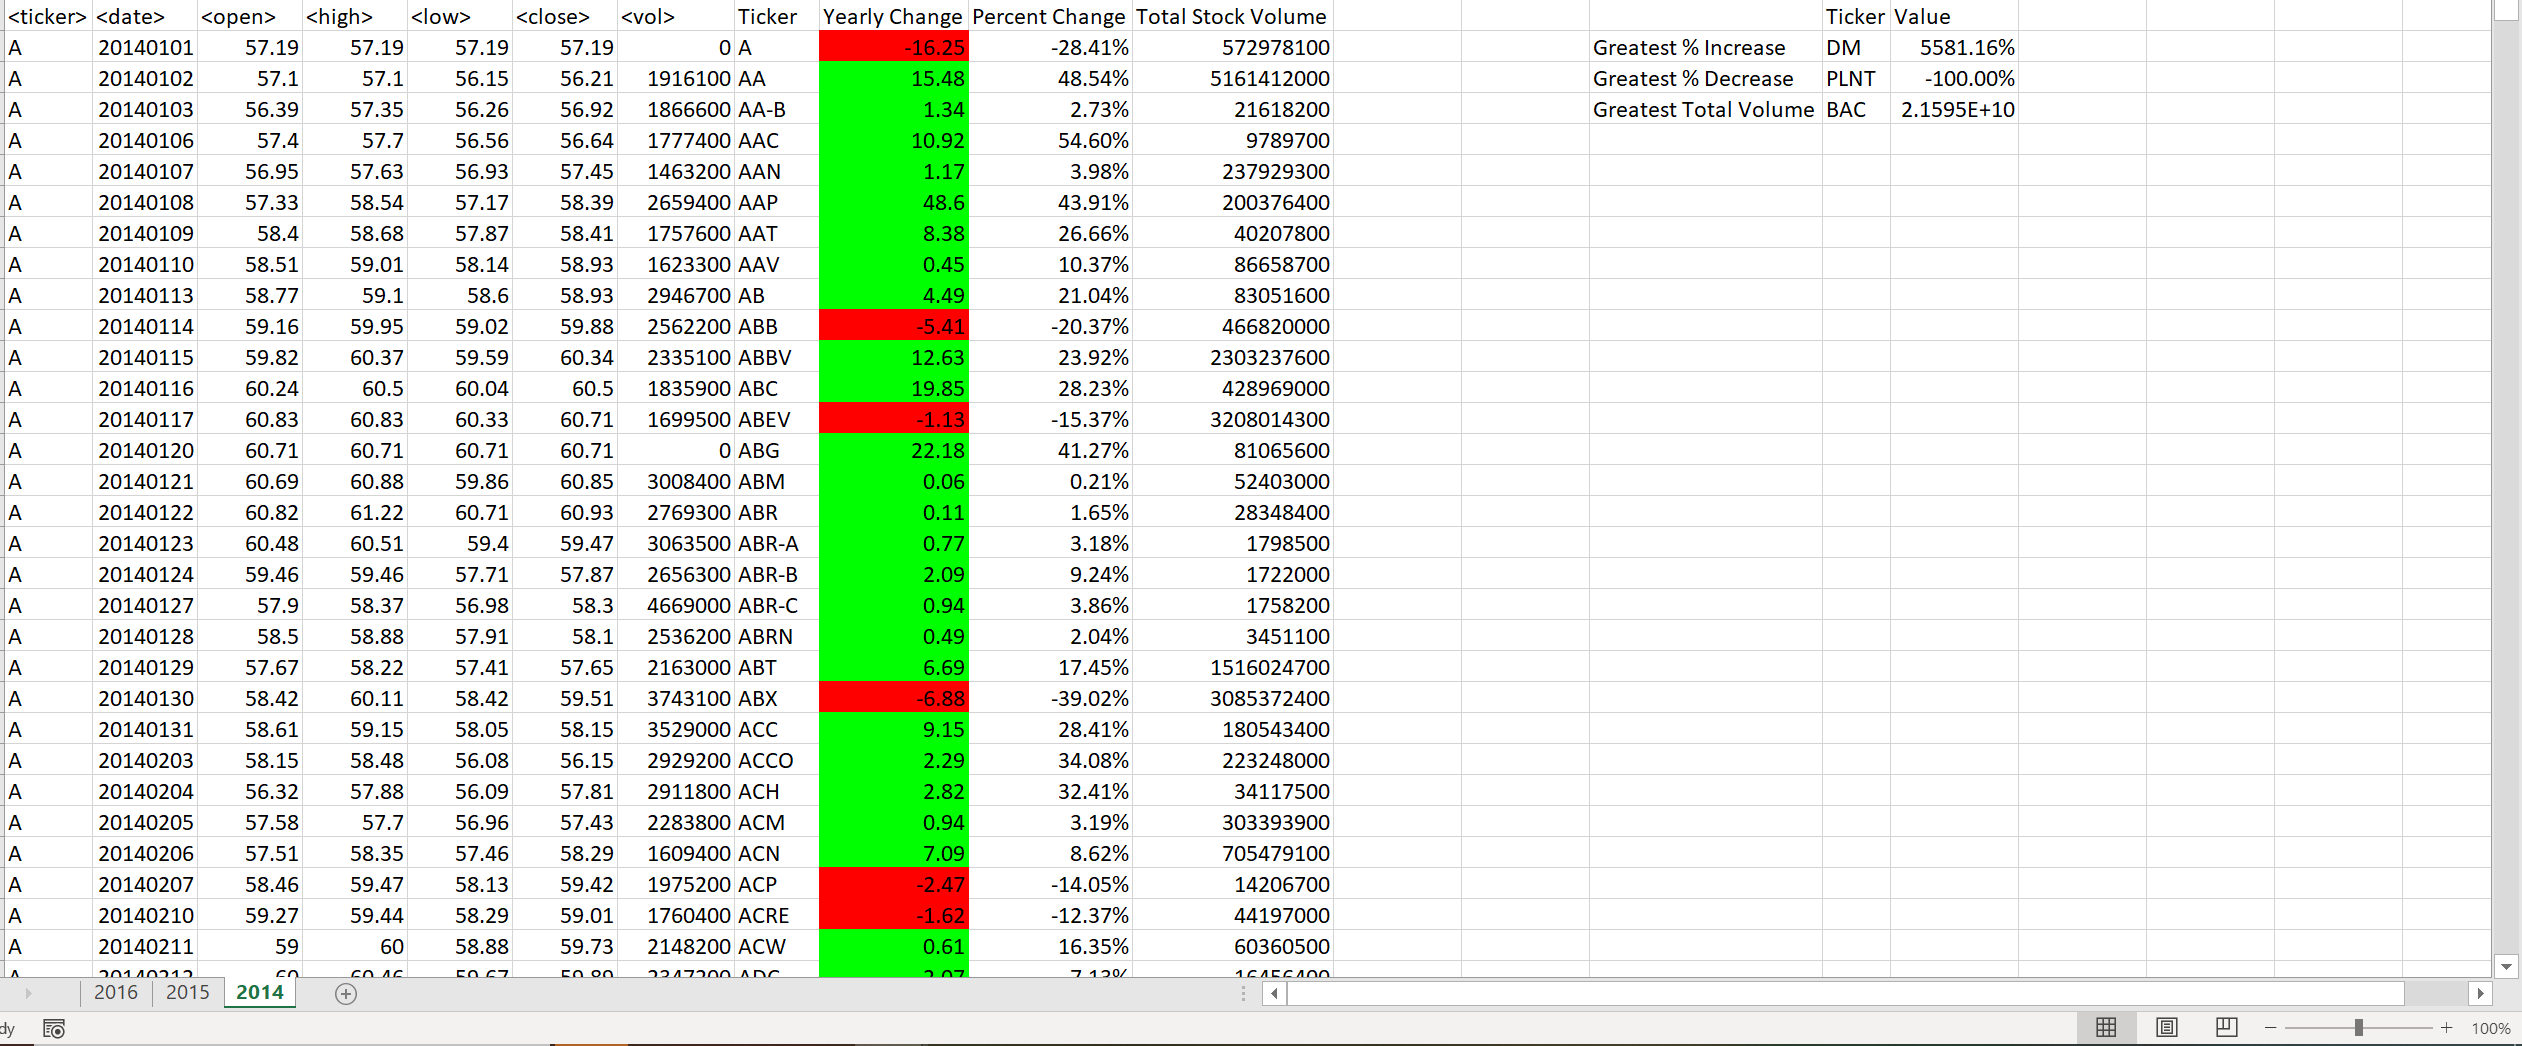 <ticker> <date> <open> <high> <low> <close> <vol> Ticker Yearly Change Percent Change Total Stock Volume Ticker Value
A 20140101 57.19 57.19 57.19 57.19 0 A -16.25 -28.41% 572978100 Greatest % Increase DM 5581.16%
A 20140102 57.1 57.1 56.15 56.21 1916100 AA 15.48 48.54% 5161412000 Greatest % Decrease PLNT -100.00%
A 20140103 56.39 57.35 56.26 56.92 1866600 AA-B 1.34 2.73% 21618200 Greatest Total Volume BAC 2.1595E+10
A 20140106 57.4 57.7 56.56 56.64 1777400 AAC 10.92 54.60% 9789700
A 20140107 56.95 57.63 56.93 57.45 1463200 AAN 1.17 3.98% 237929300
A 20140108 57.33 58.54 57.17 58.39 2659400 AAP 48.6 43.91% 200376400
A 20140109 58.4 58.68 57.87 58.41 1757600 AAT 8.38 26.66% 40207800
A 20140110 58.51 59.01 58.14 58.93 1623300 AAV 0.45 10.37% 86658700
A 20140113 58.77 59.1 58.6 58.93 2946700 AB 4.49 21.04% 83051600
A 20140114 59.16 59.95 59.02 59.88 2562200 ABB -5.41 -20.37% 466820000
A 20140115 59.82 60.37 59.59 60.34 2335100 ABBV 12.63 23.92% 2303237600
A 20140116 60.24 60.5 60.04 60.5 1835900 ABC 19.85 28.23% 428969000
A 20140117 60.83 60.83 60.33 60.71 1699500 ABEV -1.13 -15.37% 3208014300
A 20140120 60.71 60.71 60.71 60.71 0 ABG 22.18 41.27% 81065600
A 20140121 60.69 60.88 59.86 60.85 3008400 ABM 0.06 0.21% 52403000
A 20140122 60.82 61.22 60.71 60.93 2769300 ABR 0.11 1.65% 28348400
A 20140123 60.48 60.51 59.4 59.47 3063500 ABR-A 0.77 3.18% 1798500
A 20140124 59.46 59.46 57.71 57.87 2656300 ABR-B 2.09 9.24% 1722000
A 20140127 57.9 58.37 56.98 58.3 4669000 ABR-C 0.94 3.86% 1758200
A 20140128 58.5 58.88 57.91 58.1 2536200 ABRN 0.49 2.04% 3451100
A 20140129 57.67 58.22 57.41 57.65 2163000 ABT 6.69 17.45% 1516024700
A 20140130 58.42 60.11 58.42 59.51 3743100 ABX -6.88 -39.02% 3085372400
A 20140131 58.61 59.15 58.05 58.15 3529000 ACC 9.15 28.41% 180543400
A 20140203 58.15 58.48 56.08 56.15 2929200 ACCO 2.29 34.08% 223248000
A 20140204 56.32 57.88 56.09 57.81 2911800 ACH 2.82 32.41% 34117500
A 20140205 57.58 57.7 56.96 57.43 2283800 ACM 0.94 3.19% 303393900
A 20140206 57.51 58.35 57.46 58.29 1609400 ACN 7.09 8.62% 705479100
A 20140207 58.46 59.47 58.13 59.42 1975200 ACP -2.47 -14.05% 14206700
A 20140210 59.27 59.44 58.29 59.01 1760400 ACRE -1.62 -12.37% 44197000
A 20140211 59 60 58.88 59.73 2148200 ACW 0.61 16.35% 60360500
A 20140212 60 60.46 59.67 59.89 2347200 ADC 2.07 7.13% 16456400
2016 2015 2014
dy 100%